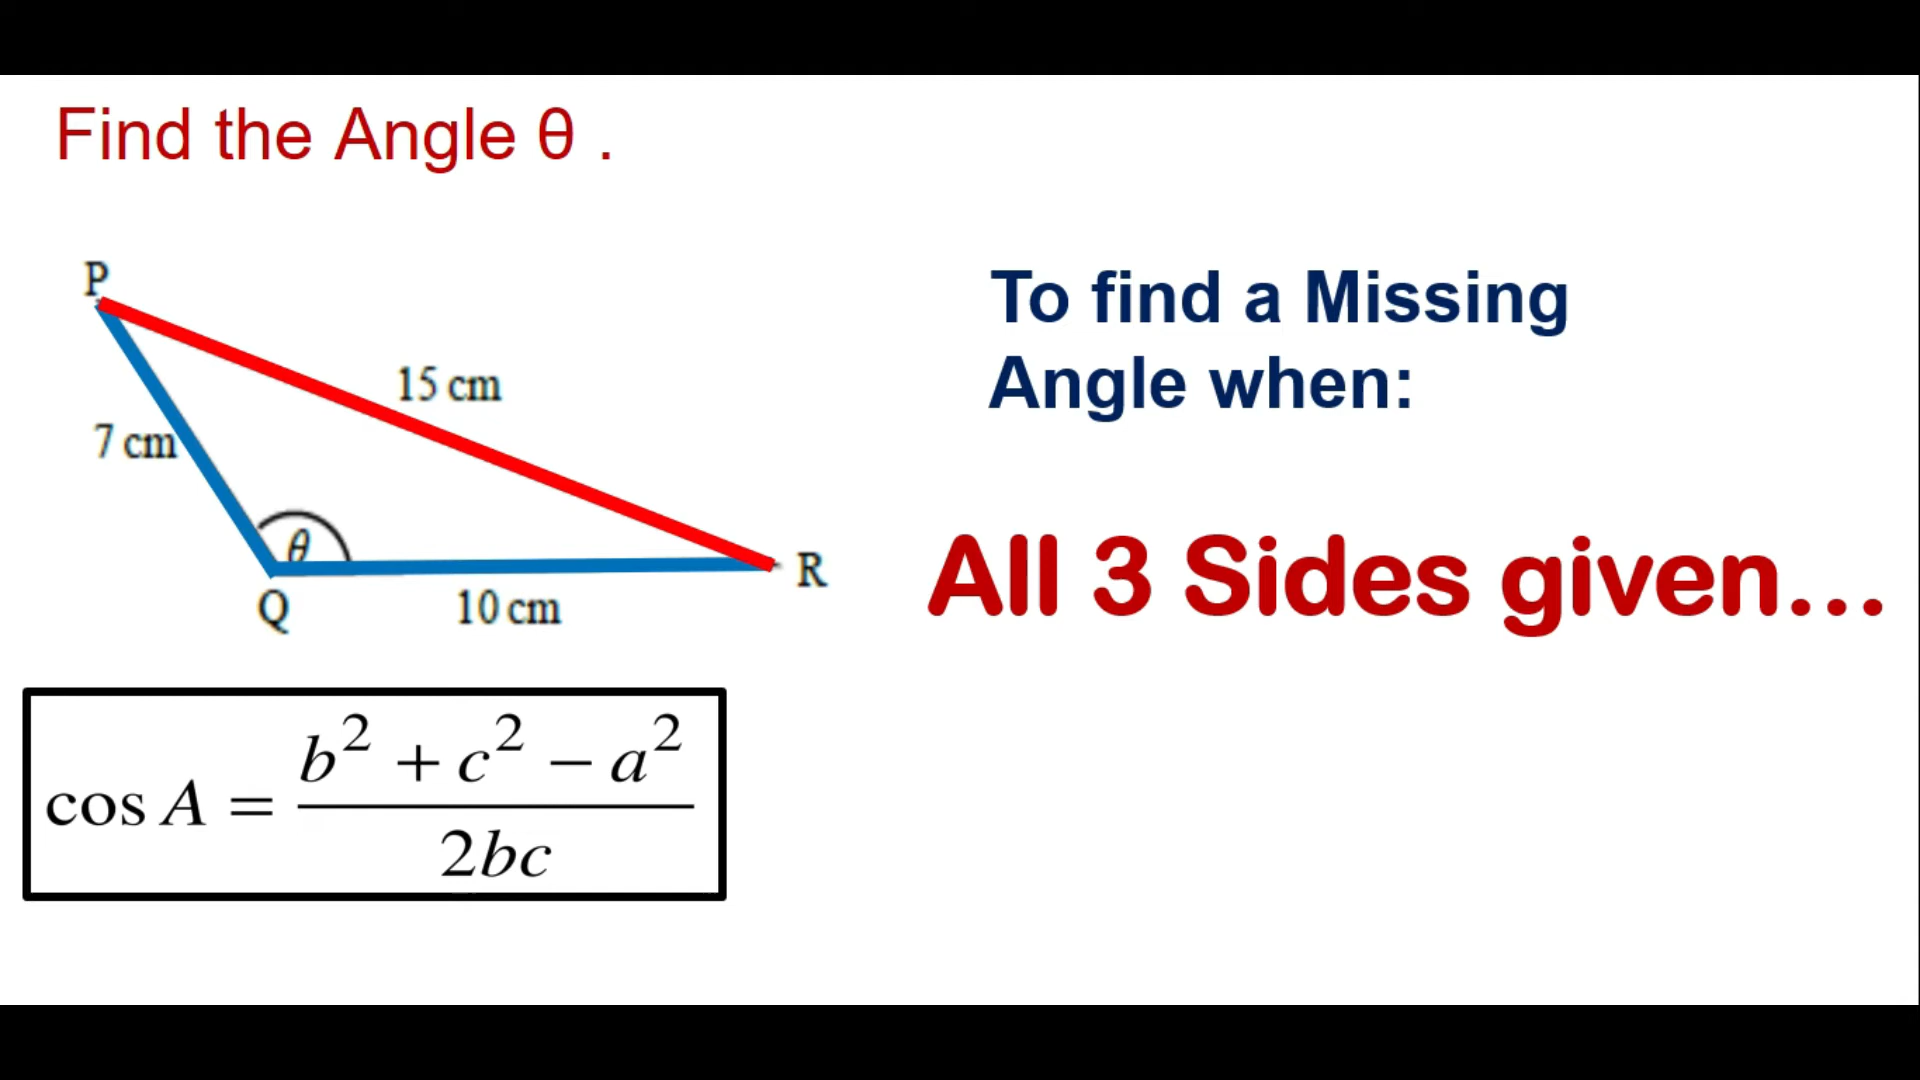 Find the Angle θ .
P
15 cm
7 cm
θ
R
Q
10 cm
To find a Missing
Angle when:
All 3 Sides given...
cos A = (b² + c² − a²) / 2bc